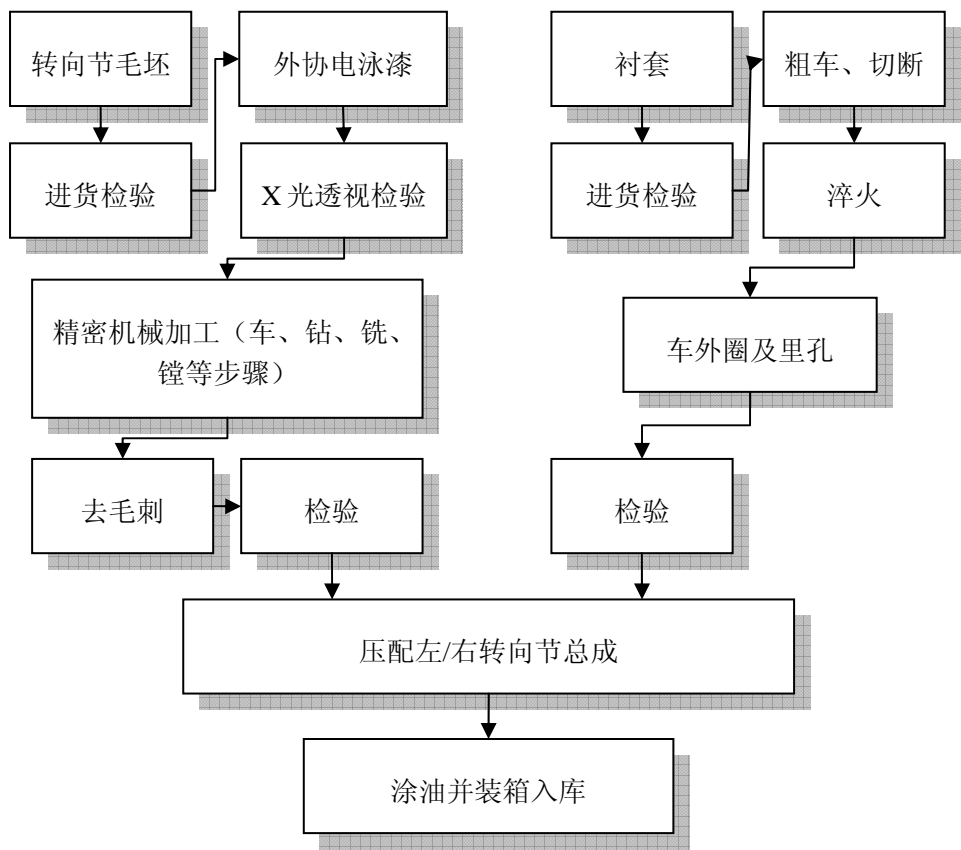 转向节毛坯
外协电泳漆
衬套
粗车、切断
进货检验
X 光透视检验
进货检验
淬火
精密机械加工（车、钻、铣、
镗等步骤）
车外圈及里孔
去毛刺
检验
检验
压配左/右转向节总成
涂油并装箱入库